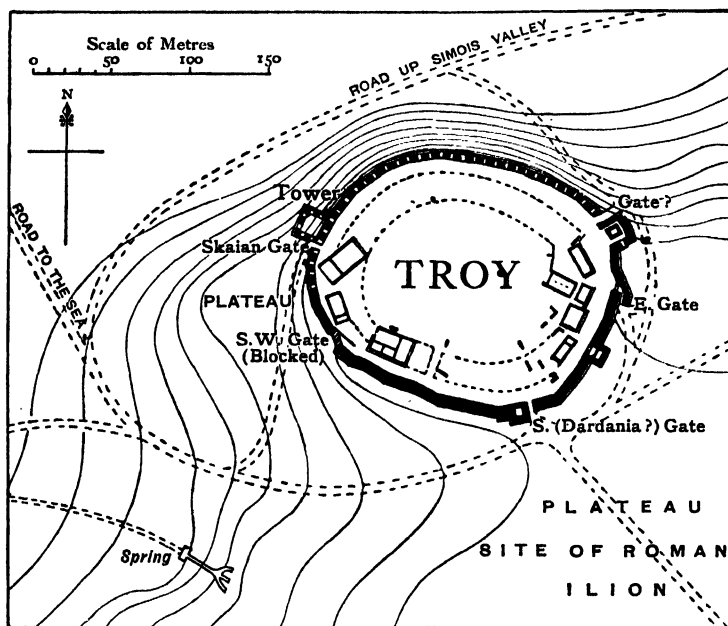 Scale of Metres
0 50 100 150
N
ROAD UP SIMOIS VALLEY
Tower
Gate ?
Skaian Gate
ROAD TO THE SEA
PLATEAU
TROY
E. Gate
S. W. Gate
(Blocked)
S. (Dardania ?) Gate
PLATEAU
SITE OF ROMAN
ILION
Spring